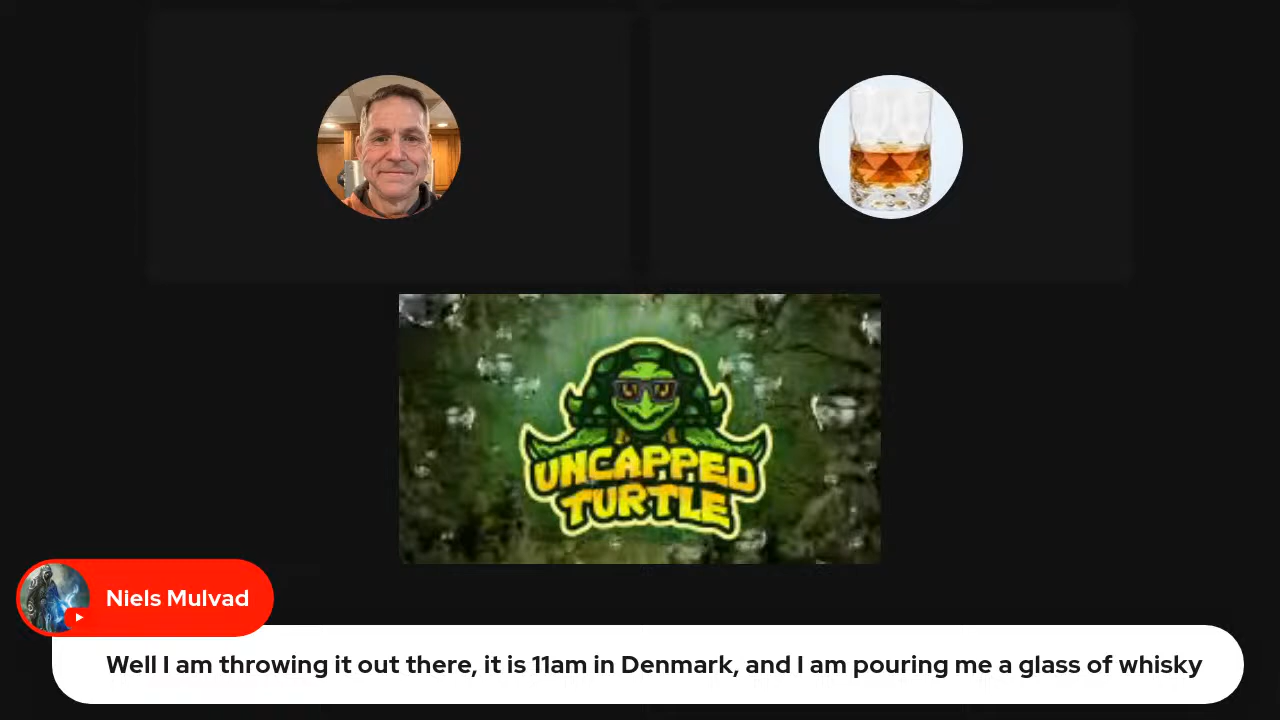 UNCAPPED
TURTLE
Niels Mulvad
Well I am throwing it out there, it is 11am in Denmark, and I am pouring me a glass of whisky